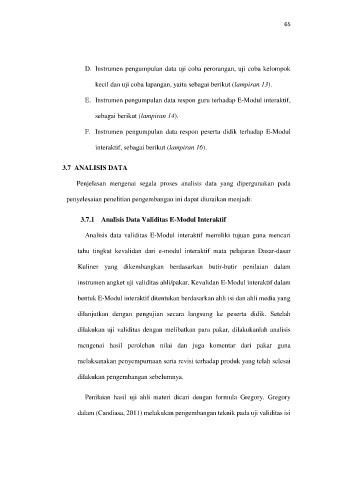 65
D. Instrumen pengumpulan data uji coba perorangan, uji coba kelompok
kecil dan uji coba lapangan, yaitu sebagai berikut (lampiran 13).
E. Instrumen pengumpulan data respon guru terhadap E-Modul interaktif,
sebagai berikut (lampiran 14).
F. Instrumen pengumpulan data respon peserta didik terhadap E-Modul
interaktif, sebagai berikut (lampiran 16).
3.7 ANALISIS DATA
Penjelasan mengenai segala proses analisis data yang dipergunakan pada
penyelesaian penelitian pengembangan ini dapat diuraikan menjadi:
3.7.1 Analisis Data Validitas E-Modul Interaktif
Analisis data validitas E-Modul interaktif memiliki tujuan guna mencari
tahu tingkat kevalidan dari e-modul interaktif mata pelajaran Dasar-dasar
Kuliner yang dikembangkan berdasarkan butir-butir penilaian dalam
instrumen angket uji validitas ahli/pakar. Kevalidan E-Modul interaktif dalam
bentuk E-Modul interaktif ditentukan berdasarkan ahli isi dan ahli media yang
dilanjutkan dengan pengujian secara langsung ke peserta didik. Setelah
dilakukan uji validitas dengan melibatkan para pakar, dilakukanlah analisis
mengenai hasil perolehan nilai dan juga komentar dari pakar guna
melaksanakan penyempurnaan serta revisi terhadap produk yang telah selesai
dilakukan pengembangan sebelumnya.
Penilaian hasil uji ahli materi dicari dengan formula Gregory. Gregory
dalam (Candiasa, 2011) melakukan pengembangan teknik pada uji validitas isi